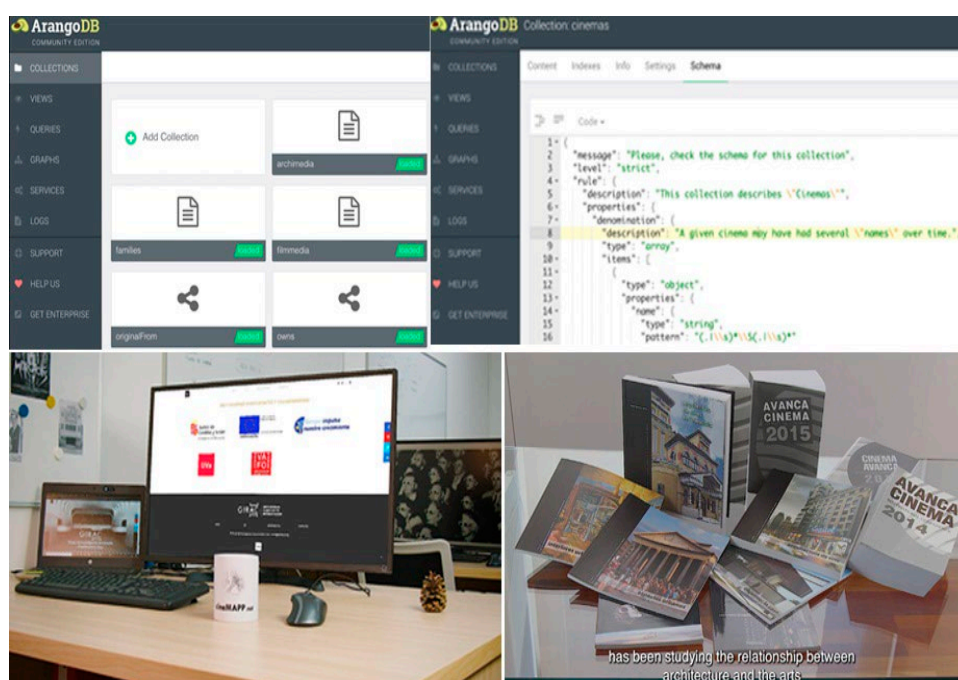 ArangoDB
COMMUNITY EDITION
COLLECTIONS
VIEWS
QUERIES
GRAPHS
SERVICES
LOGS
SUPPORT
HELP US
GET ENTERPRISE
Add Collection
archimedia loaded
families loaded
filmmedia loaded
originalFrom loaded
owns loaded
ArangoDB Collection: cinemas
COMMUNITY EDITION
COLLECTIONS
VIEWS
QUERIES
GRAPHS
SERVICES
LOGS
SUPPORT
HELP US
GET ENTERPRISE
Content Indexes Info Settings Schema
Code
1 {
2 "message": "Please, check the schema for this collection",
3 "level": "strict",
4 "rule": {
5 "description": "This collection describes \"Cinemas\"",
6 "properties": {
7 "denomination": {
8 "description": "A given cinema may have had several \"names\" over time.",
9 "type": "array",
10 "items": [
11 {
12 "type": "object",
13 "properties": {
14 "name": {
15 "type": "string",
16 "pattern": "(.|\\s)*\\S(.|\\s)*"
GIRAC
GIRAC
UVa
cineMAPP.net
AVANCA
CINEMA
2015
CINEMA
AVANCA
AVANCA
CINEMA
2014
has been studying the relationship between
architecture and the arts